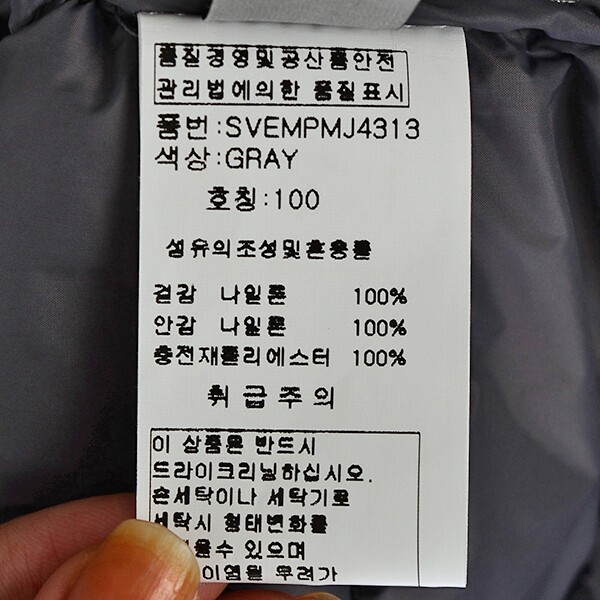 품질경영및공산품안전
관리법에의한 품질표시
품번:SVEMPMJ4313
색상:GRAY
호칭:100
섬유의조성및혼용률
겉감 나일론 100%
안감 나일론 100%
충전재폴리에스터 100%
취급주의
이 상품은 반드시
드라이크리닝하십시오.
손세탁이나 세탁기로
세탁시 형태변화를
있으며
우려가